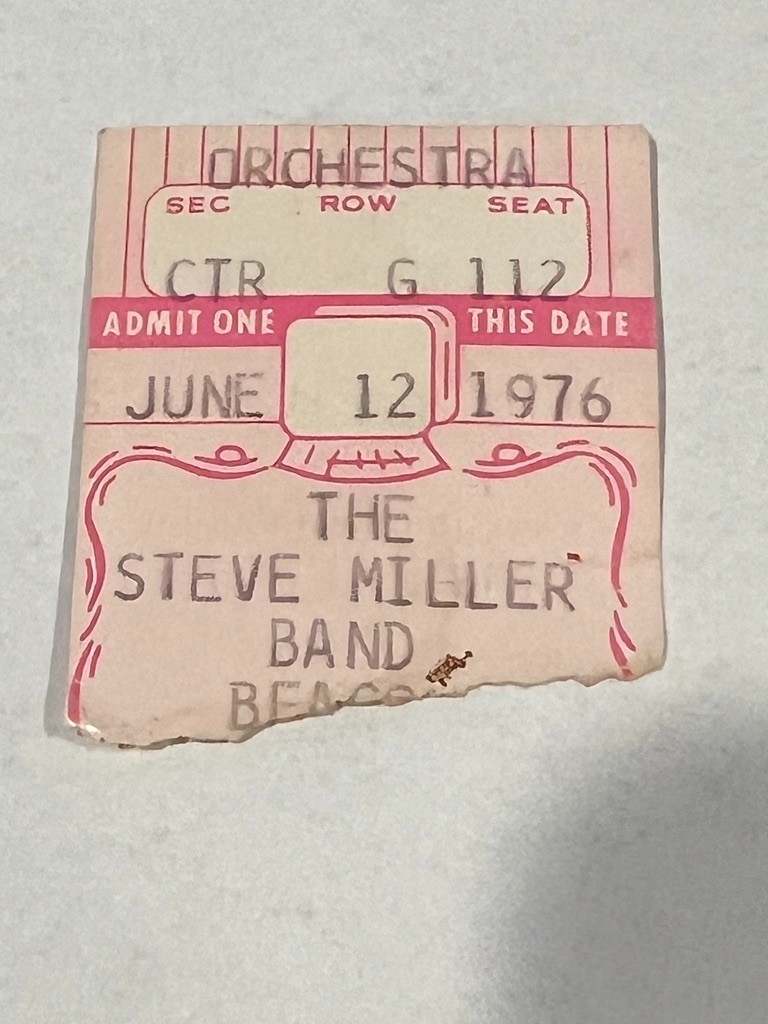 ORCHESTRA
SEC ROW SEAT
CTR G 112
ADMIT ONE THIS DATE
JUNE 12 1976
THE
STEVE MILLER
BAND